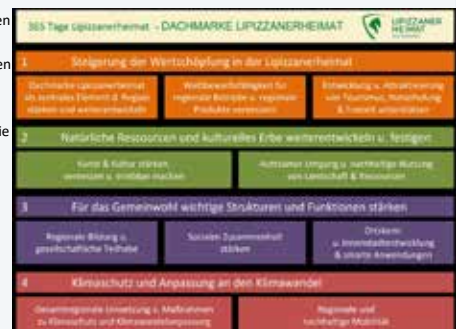 en
en
ie
365 Tage Lipizzanerheimat - DACHMARKE LIPIZZANERHEIMAT
LIPIZZANER
HEIMAT
1 Steigerung der Wertschöpfung in der Lipizzanerheimat
Dachmarke Lipizzanerheimat
als zentrales Element d. Region
stärken und weiterentwickeln
Wettbewerbsfähigkeit für
regionale Betriebe u. regionale
Produkte verbessern
Entwicklung u. Attraktivierung
von Tourismus, Naherholung
& Freizeit unterstützen
2 Natürliche Ressourcen und kulturelles Erbe weiterentwickeln u. festigen
Kunst & Kultur stärken,
vernetzen u. erlebbar machen
Achtsamer Umgang u. nachhaltige Nutzung
von Landschaft & Ressourcen
3 Für das Gemeinwohl wichtige Strukturen und Funktionen stärken
Regionale Bildung u.
gesellschaftliche Teilhabe
Sozialen Zusammenhalt
stärken
Ortskern
u. Innenstadtentwicklung
& smarte Anwendungen
4 Klimaschutz und Anpassung an den Klimawandel
Gesamtregionale Umsetzung u. Maßnahmen
zu Klimaschutz und Klimawandelanpassung
Regionale und
nachhaltige Mobilität